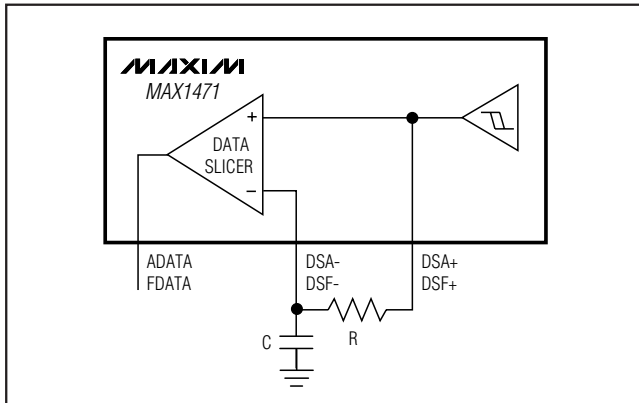 MAXIM
MAX1471
+
DATA
SLICER
−
ADATA
FDATA
DSA-
DSF-
DSA+
DSF+
C
R